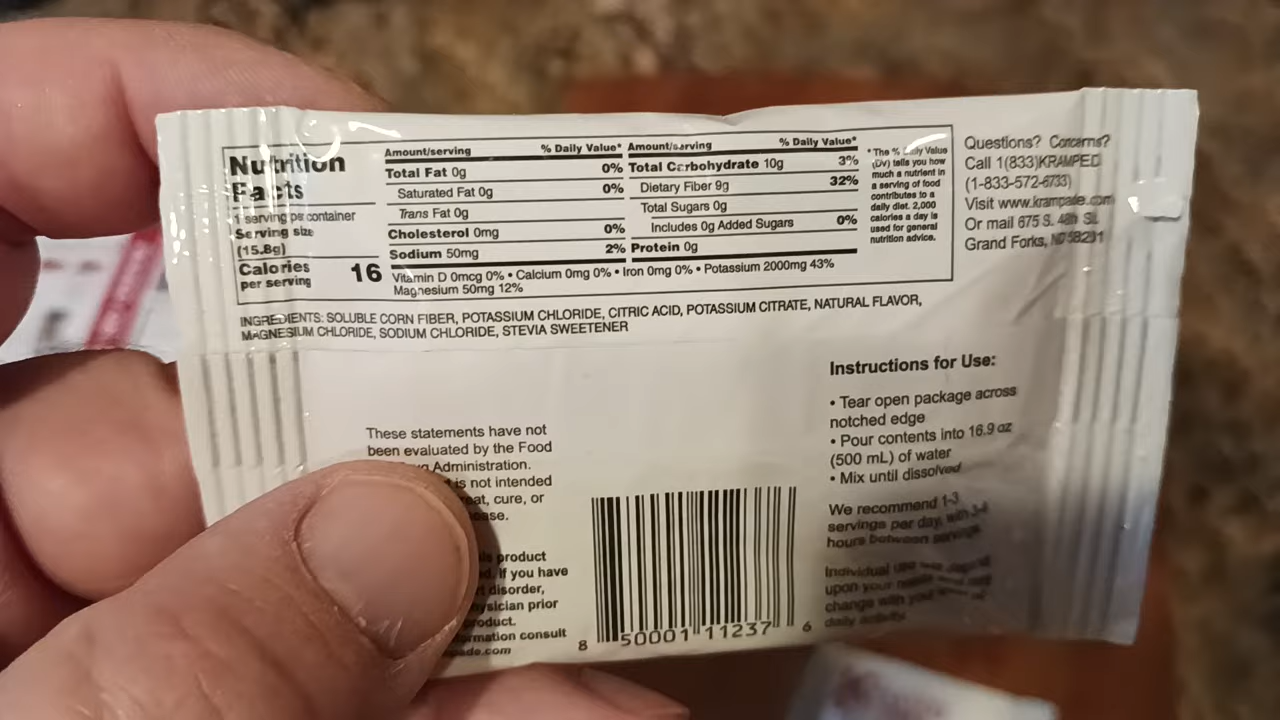 Nutrition
Facts
1 serving per container
Serving size
(15.8g)
Calories 16
per serving
Amount/serving % Daily Value*
Total Fat 0g 0%
Saturated Fat 0g 0%
Trans Fat 0g
Cholesterol 0mg 0%
Sodium 50mg 2%
Amount/serving % Daily Value*
Total Carbohydrate 10g 3%
Dietary Fiber 9g 32%
Total Sugars 0g
Includes 0g Added Sugars 0%
Protein 0g
Vitamin D 0mcg 0% • Calcium 0mg 0% • Iron 0mg 0% • Potassium 2000mg 43%
Magnesium 50mg 12%
* The % Daily Value
(DV) tells you how
much a nutrient in
a serving of food
contributes to a
daily diet. 2,000
calories a day is
used for general
nutrition advice.
Questions? Concerns?
Call 1(833)KRAMPED
(1-833-572-6733)
Visit www.krampade.com
Or mail 675 S. 48th St.
Grand Forks, ND 58201
INGREDIENTS: SOLUBLE CORN FIBER, POTASSIUM CHLORIDE, CITRIC ACID, POTASSIUM CITRATE, NATURAL FLAVOR,
MAGNESIUM CHLORIDE, SODIUM CHLORIDE, STEVIA SWEETENER
These statements have not
been evaluated by the Food
Administration.
is not intended
cure, or
product
If you have
disorder,
prior
product.
consult
Instructions for Use:
• Tear open package across
notched edge
• Pour contents into 16.9 oz
(500 mL) of water
• Mix until dissolved
We recommend 1-3
servings per day, with 3-4
hours between servings
Individual use
upon your needs
change with your
daily activity
8 50001 11237 6